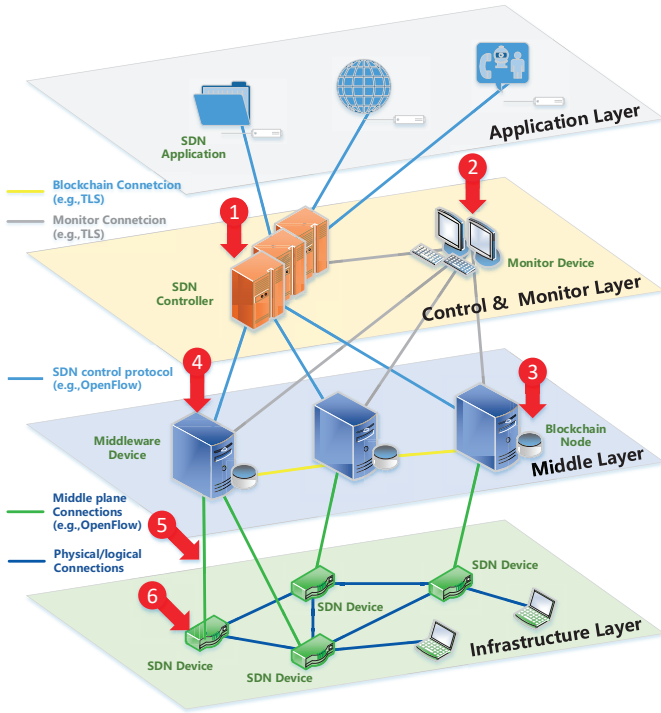 SDN
Application
Application Layer
Blockchain Connetcion
(e.g.,TLS)
Monitor Connetcion
(e.g.,TLS)
1
2
SDN
Controller
Monitor Device
Control & Monitor Layer
SDN control protocol
(e.g.,OpenFlow)
4
3
Middleware
Device
Blockchain
Node
Middle Layer
Middle plane
Connections
(e.g.,OpenFlow)
5
Physical/logical
Connections
6
SDN Device
SDN Device
SDN Device
SDN Device
Infrastructure Layer